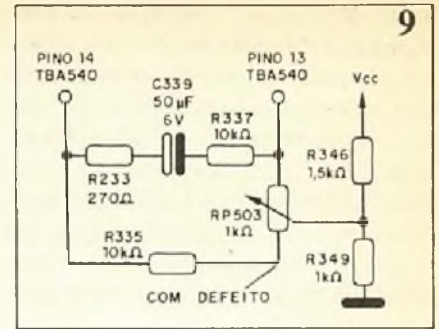 9
PINO 14
TBA540
PINO 13
TBA540
Vcc
C339
50µF
6V
R337
10kΩ
R346
1,5kΩ
R233
270Ω
RP503
1kΩ
R335
10kΩ
R349
1kΩ
COM DEFEITO